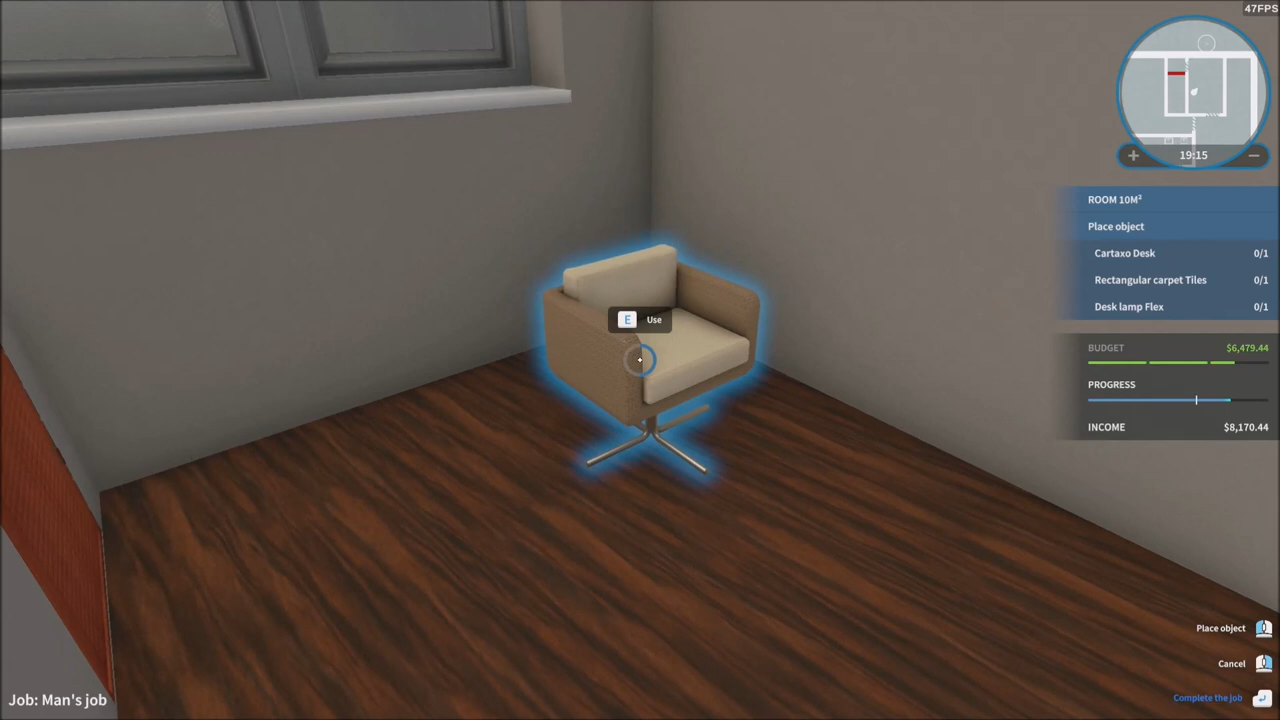 47FPS
+ 19:15 −
ROOM 10M²
Place object
Cartaxo Desk 0/1
Rectangular carpet Tiles 0/1
Desk lamp Flex 0/1
BUDGET $6,479.44
PROGRESS
INCOME $8,170.44
E Use
Place object
Cancel
Complete the job
Job: Man's job